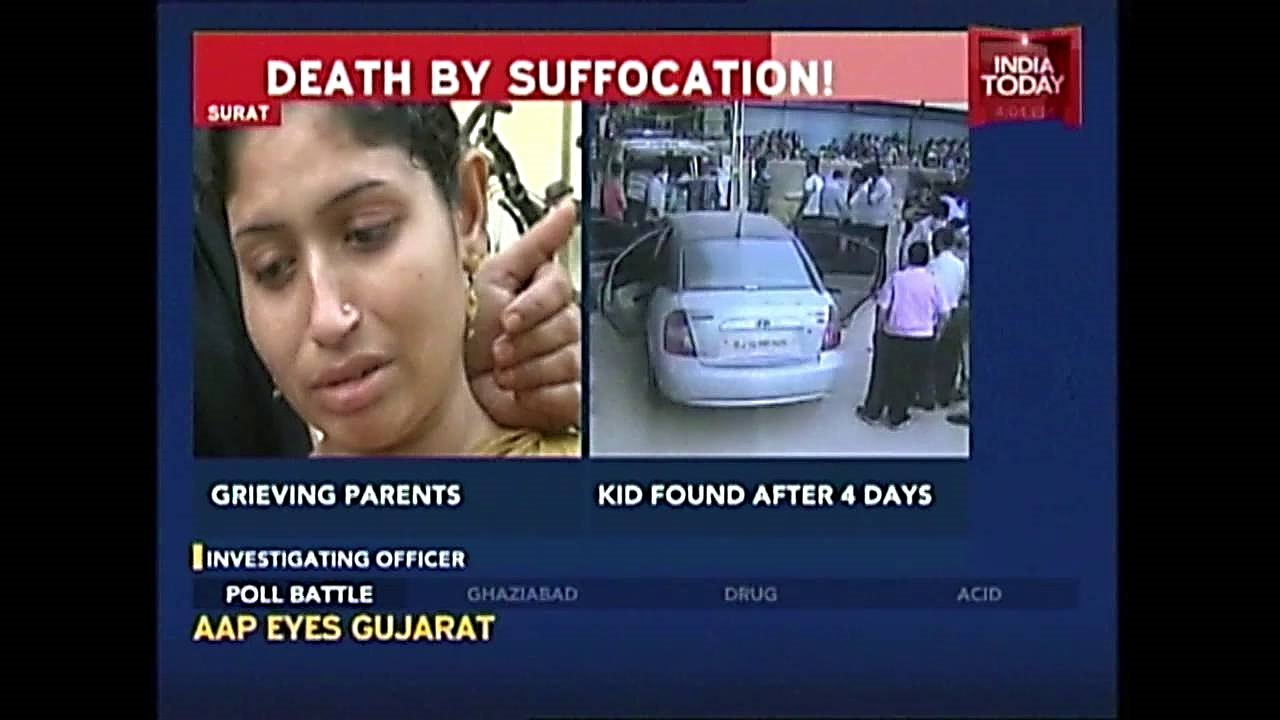 DEATH BY SUFFOCATION!
INDIA
TODAY
SURAT
GRIEVING PARENTS
KID FOUND AFTER 4 DAYS
INVESTIGATING OFFICER
POLL BATTLE
GHAZIABAD
DRUG
ACID
AAP EYES GUJARAT